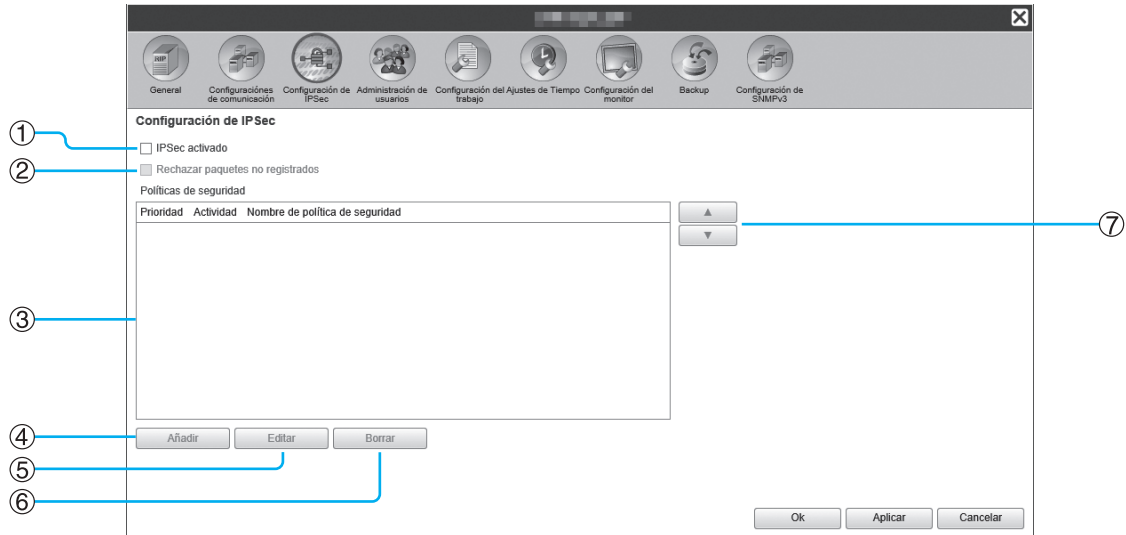 RIP
General
Configuraciónes de comunicación
Configuración de IPSec
Administración de usuarios
Configuración del trabajo
Ajustes de Tiempo
Configuración del monitor
Backup
Configuración de SNMPv3
Configuración de IPSec
1 IPSec activado
2 Rechazar paquetes no registrados
Políticas de seguridad
Prioridad Actividad Nombre de política de seguridad
▲
▼
7
3
4 Añadir Editar Borrar
5
6
Ok Aplicar Cancelar